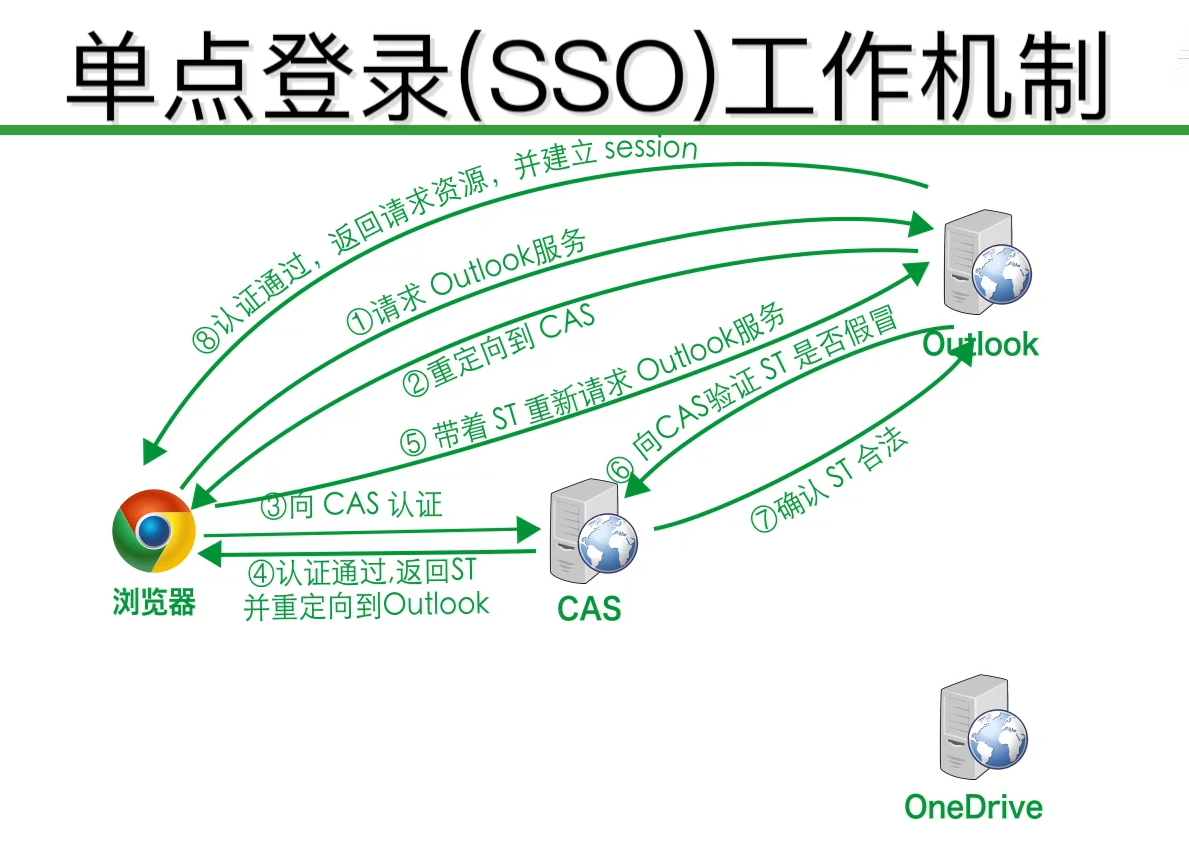 单点登录(SSO)工作机制
⑧认证通过，返回请求资源，并建立 session
①请求 Outlook服务
②重定向到 CAS
⑤ 带着 ST 重新请求 Outlook服务
⑥ 向CAS验证 ST 是否假冒
Outlook
⑦确认 ST 合法
③向 CAS 认证
④认证通过,返回ST
并重定向到Outlook
浏览器
CAS
OneDrive